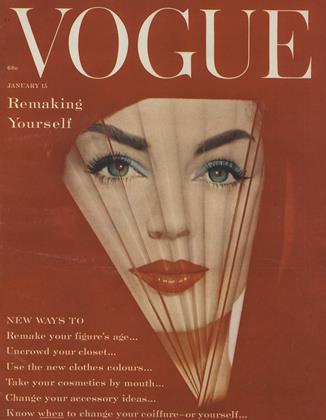 VOGUE
60c
JANUARY 15
Remaking
Yourself
NEW WAYS TO
Remake your figure's age...
Uncrowd your closet...
Use the new clothes colours...
Take your cosmetics by mouth...
Change your accessory ideas...
Know when to change your coiffure–or yourself...